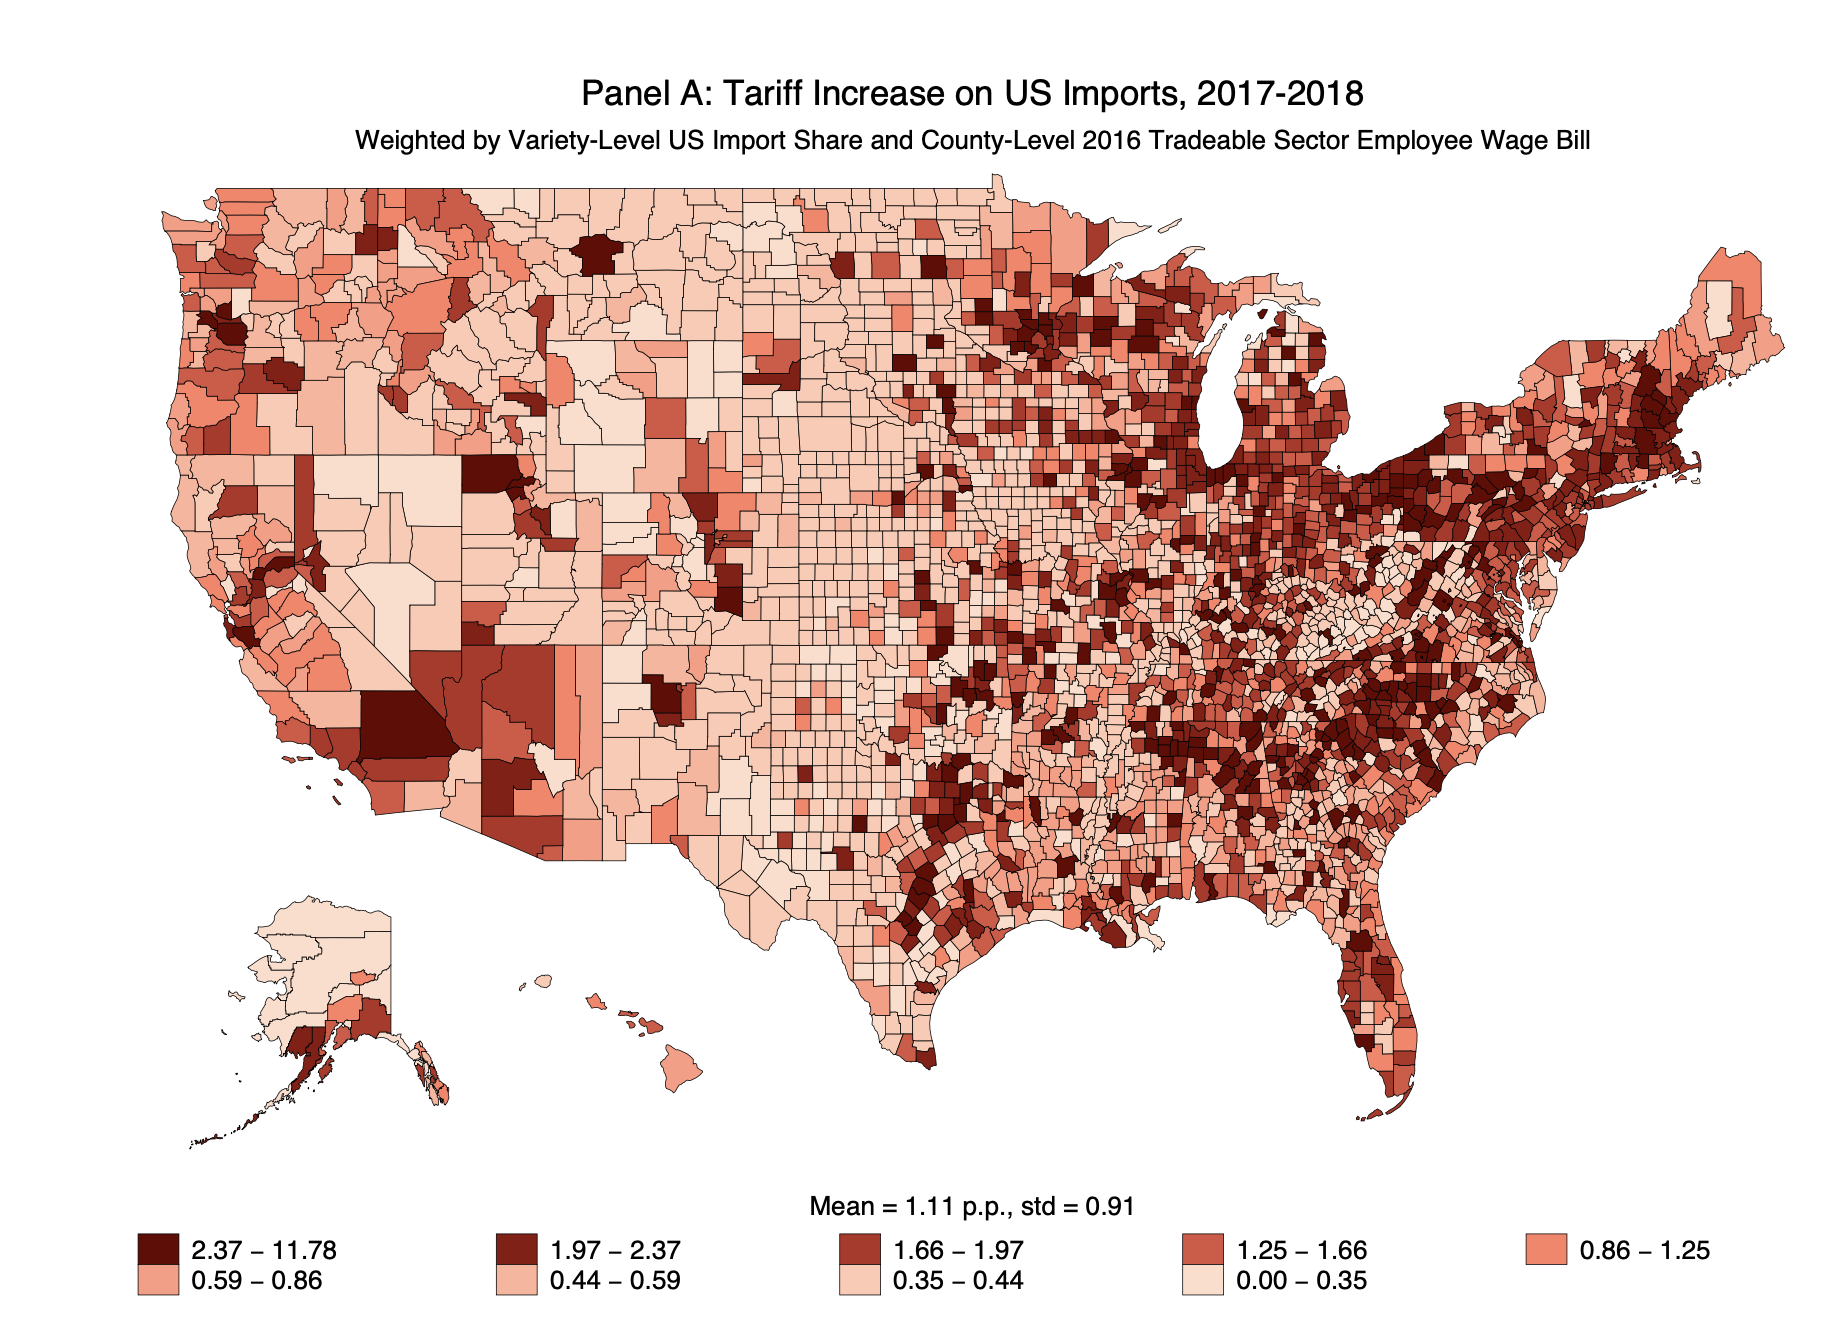 Panel A: Tariff Increase on US Imports, 2017-2018
Weighted by Variety-Level US Import Share and County-Level 2016 Tradeable Sector Employee Wage Bill
Mean = 1.11 p.p., std = 0.91
2.37 – 11.78 1.97 – 2.37 1.66 – 1.97 1.25 – 1.66 0.86 – 1.25
0.59 – 0.86 0.44 – 0.59 0.35 – 0.44 0.00 – 0.35